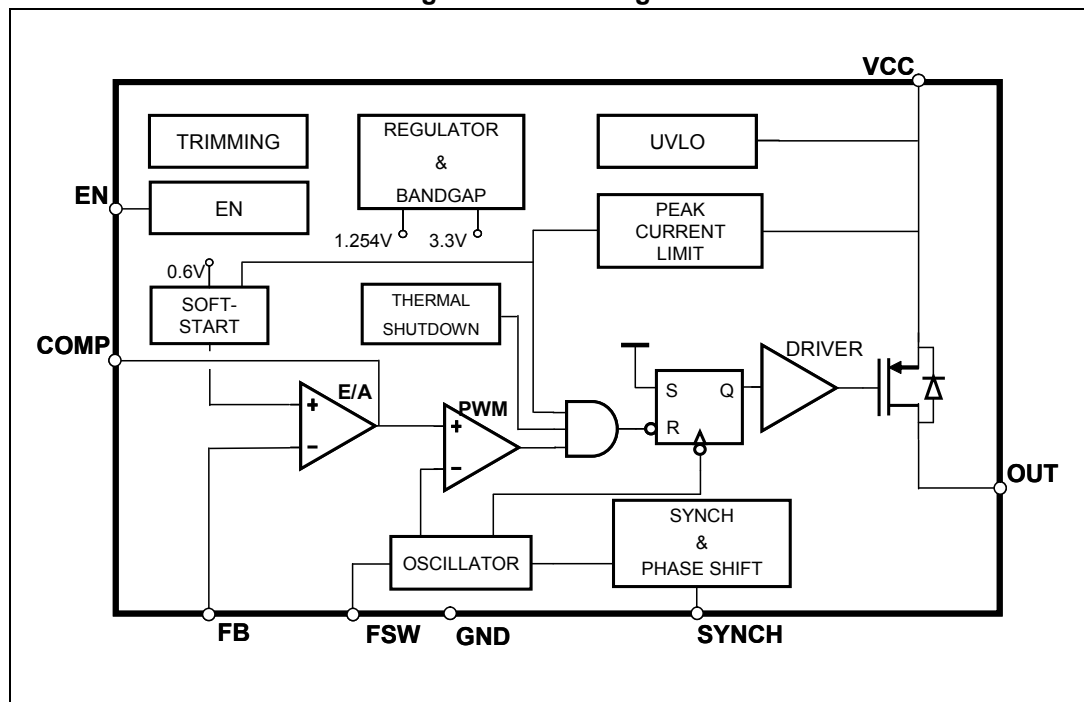 VCC
TRIMMING
REGULATOR
&
BANDGAP
UVLO
EN
EN
PEAK
CURRENT
LIMIT
1.254V
3.3V
0.6V
SOFT-
START
THERMAL
SHUTDOWN
COMP
DRIVER
E/A
+
-
PWM
+
-
S
Q
R
OUT
SYNCH
&
PHASE SHIFT
OSCILLATOR
FB
FSW
GND
SYNCH